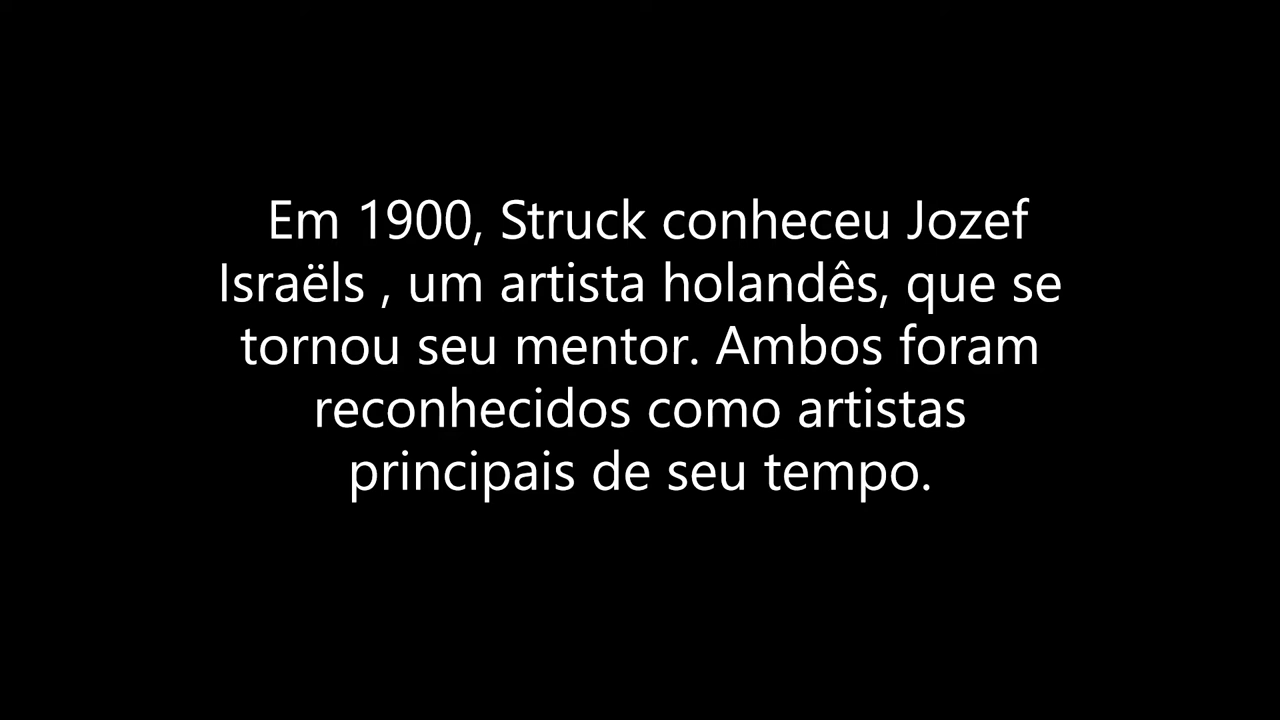 Em 1900, Struck conheceu Jozef
Israëls , um artista holandês, que se
tornou seu mentor. Ambos foram
reconhecidos como artistas
principais de seu tempo.